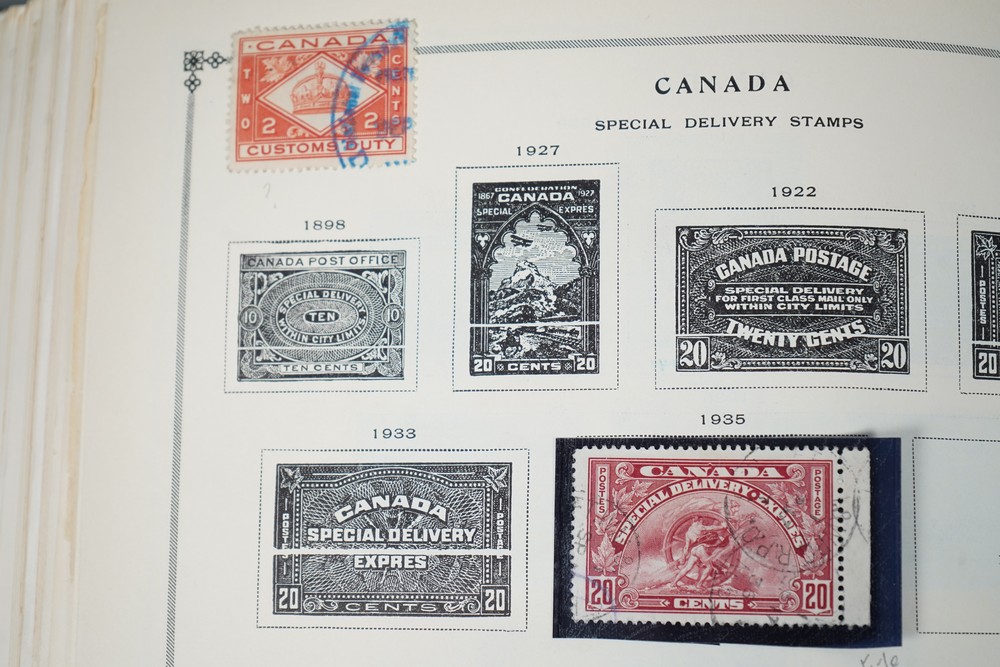 CANADA
TWO
CENTS
2 2
CUSTOMS DUTY
CANADA
SPECIAL DELIVERY STAMPS
1927
CONFEDERATION
1867 CANADA 1927
SPECIAL EXPRES
20 CENTS 20
1922
CANADA POSTAGE
SPECIAL DELIVERY
FOR FIRST CLASS MAIL ONLY
WITHIN CITY LIMITS
TWENTY CENTS
20 20
?
1898
CANADA POST OFFICE
SPECIAL DELIVERY
10 TEN 10
WITHIN CITY LIMITS
TEN CENTS
POSTES
20
1933
CANADA
SPECIAL DELIVERY
EXPRES
POSTES
POSTAGE
20 CENTS 20
1935
CANADA
POSTES
POSTAGE
SPECIAL DELIVERY · EXPRES
20 CENTS 20